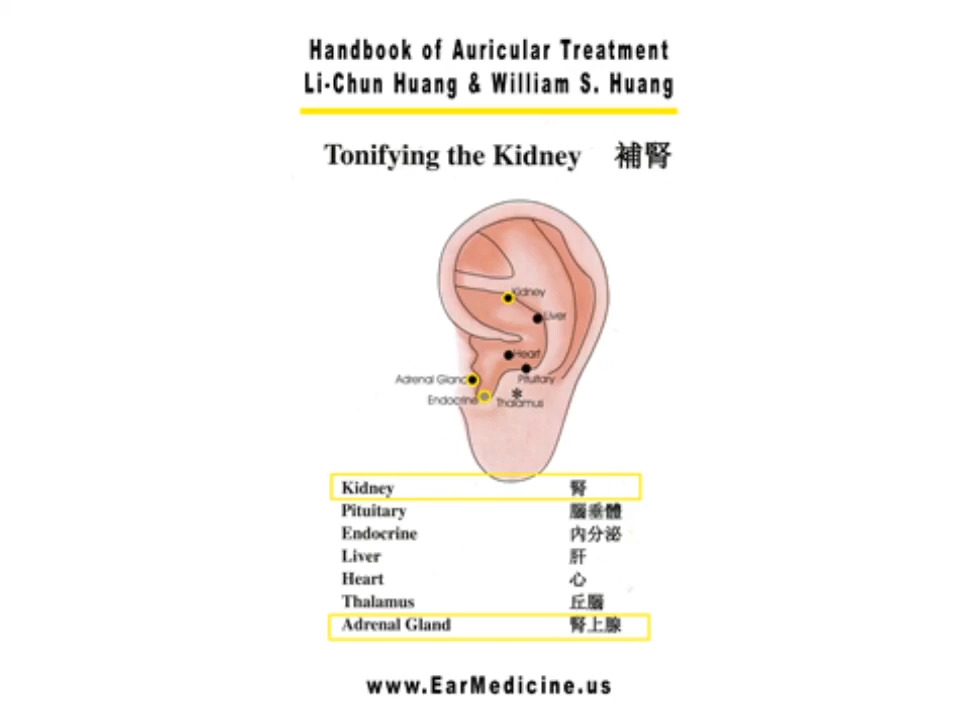 Handbook of Auricular Treatment
Li-Chun Huang & William S. Huang
Tonifying the Kidney 補腎
Kidney
Liver
Heart
Adrenal Gland
Pituitary
Endocrine
Thalamus
Kidney 腎
Pituitary 腦垂體
Endocrine 內分泌
Liver 肝
Heart 心
Thalamus 丘腦
Adrenal Gland 腎上腺
www.EarMedicine.us